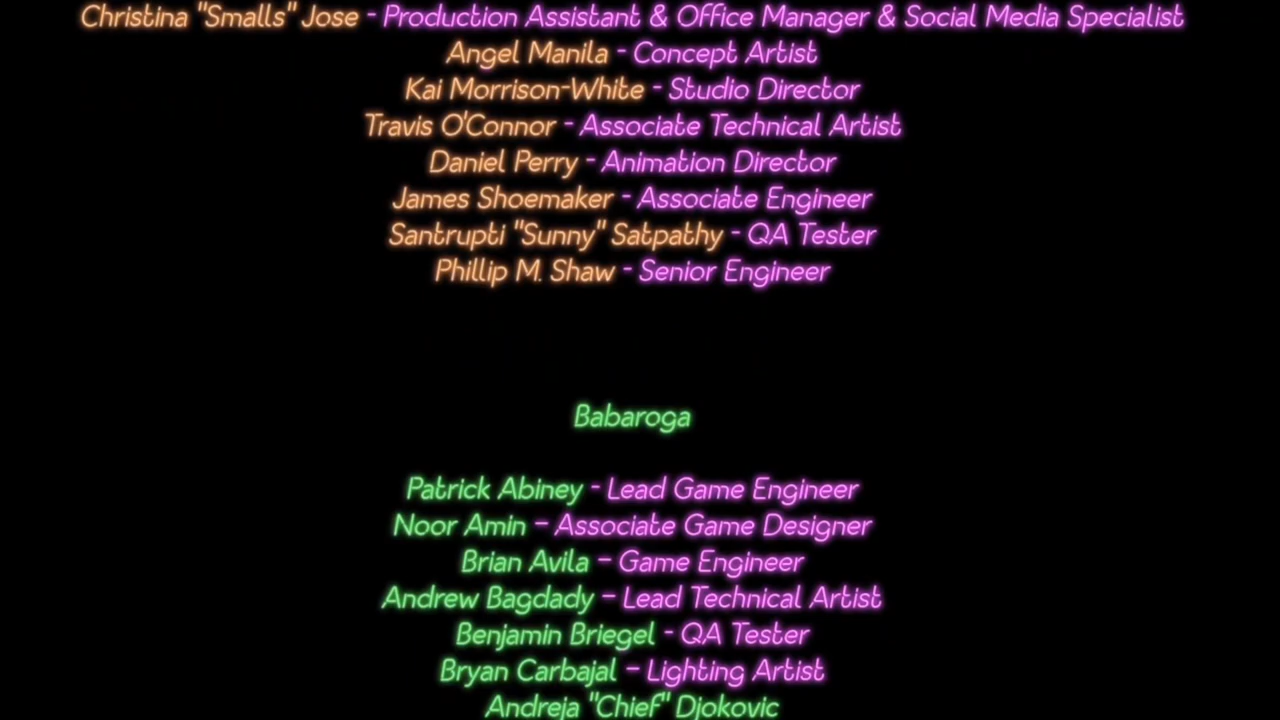 Christina "Smalls" Jose - Production Assistant & Office Manager & Social Media Specialist
Angel Manila - Concept Artist
Kai Morrison-White - Studio Director
Travis O'Connor - Associate Technical Artist
Daniel Perry - Animation Director
James Shoemaker - Associate Engineer
Santrupti "Sunny" Satpathy - QA Tester
Phillip M. Shaw - Senior Engineer
Babaroga
Patrick Abiney - Lead Game Engineer
Noor Amin – Associate Game Designer
Brian Avila – Game Engineer
Andrew Bagdady – Lead Technical Artist
Benjamin Briegel - QA Tester
Bryan Carbajal – Lighting Artist
Andreja "Chief" Djokovic